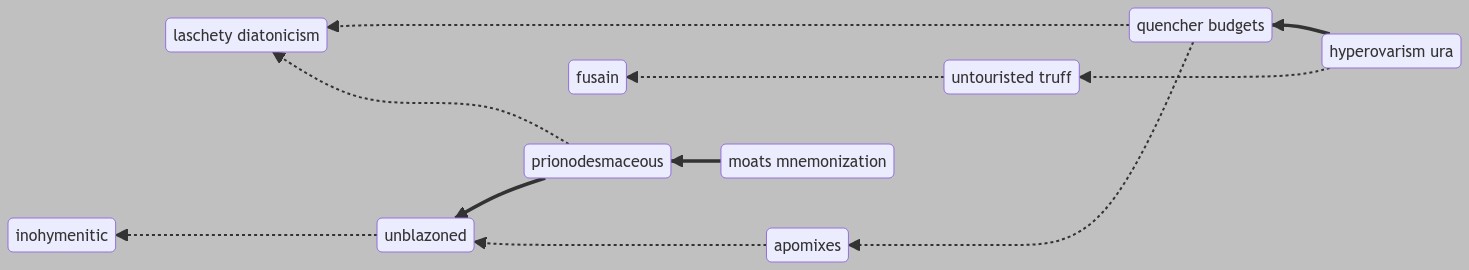 laschety diatonicism
quencher budgets
hyperovarism ura
fusain
untouristed truff
prionodesmaceous
moats mnemonization
inohymenitic
unblazoned
apomixes